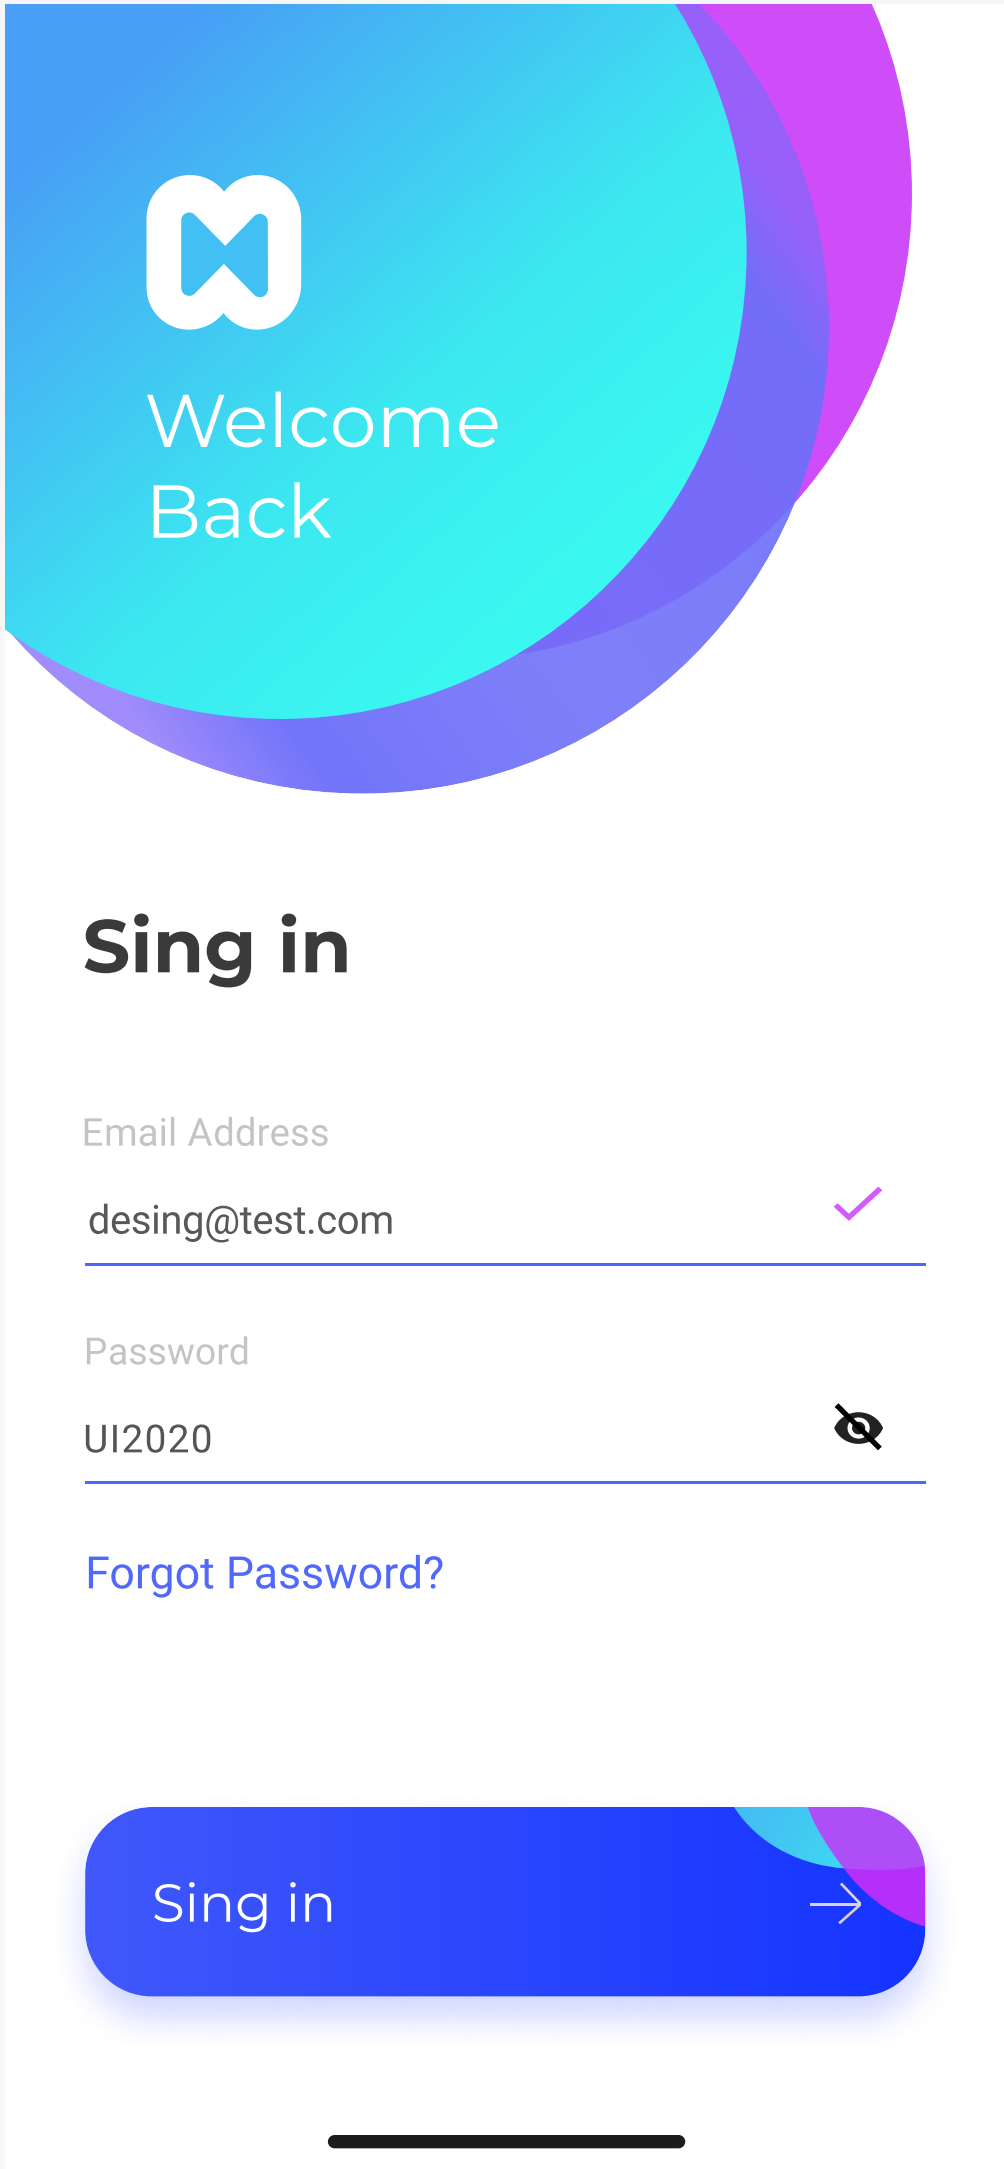 Welcome
Back
Sing in
Email Address
desing@test.com
Password
UI2020
Forgot Password?
Sing in